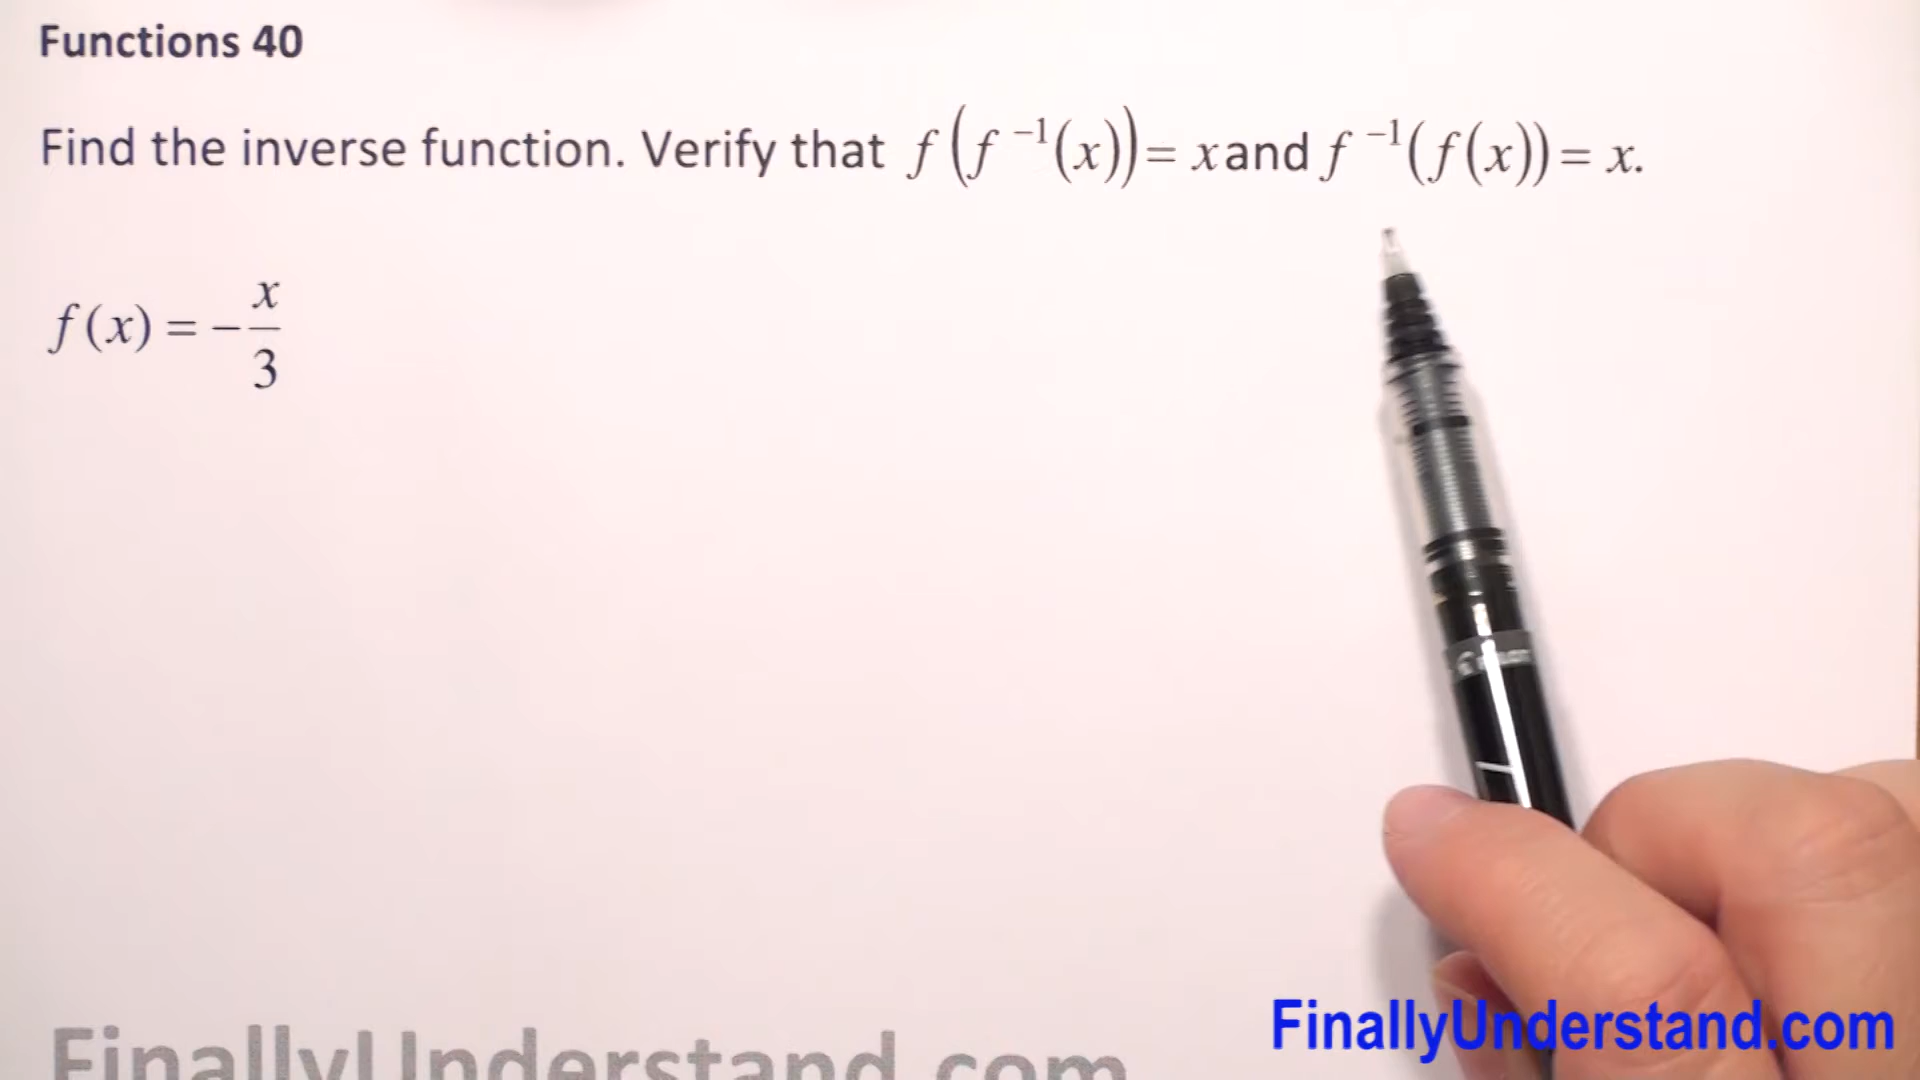 Functions 40
Find the inverse function. Verify that f(f⁻¹(x))= x and f⁻¹(f(x))= x.
f(x) = -x/3
FinallyUnderstand.com
FinallyUnderstand.com